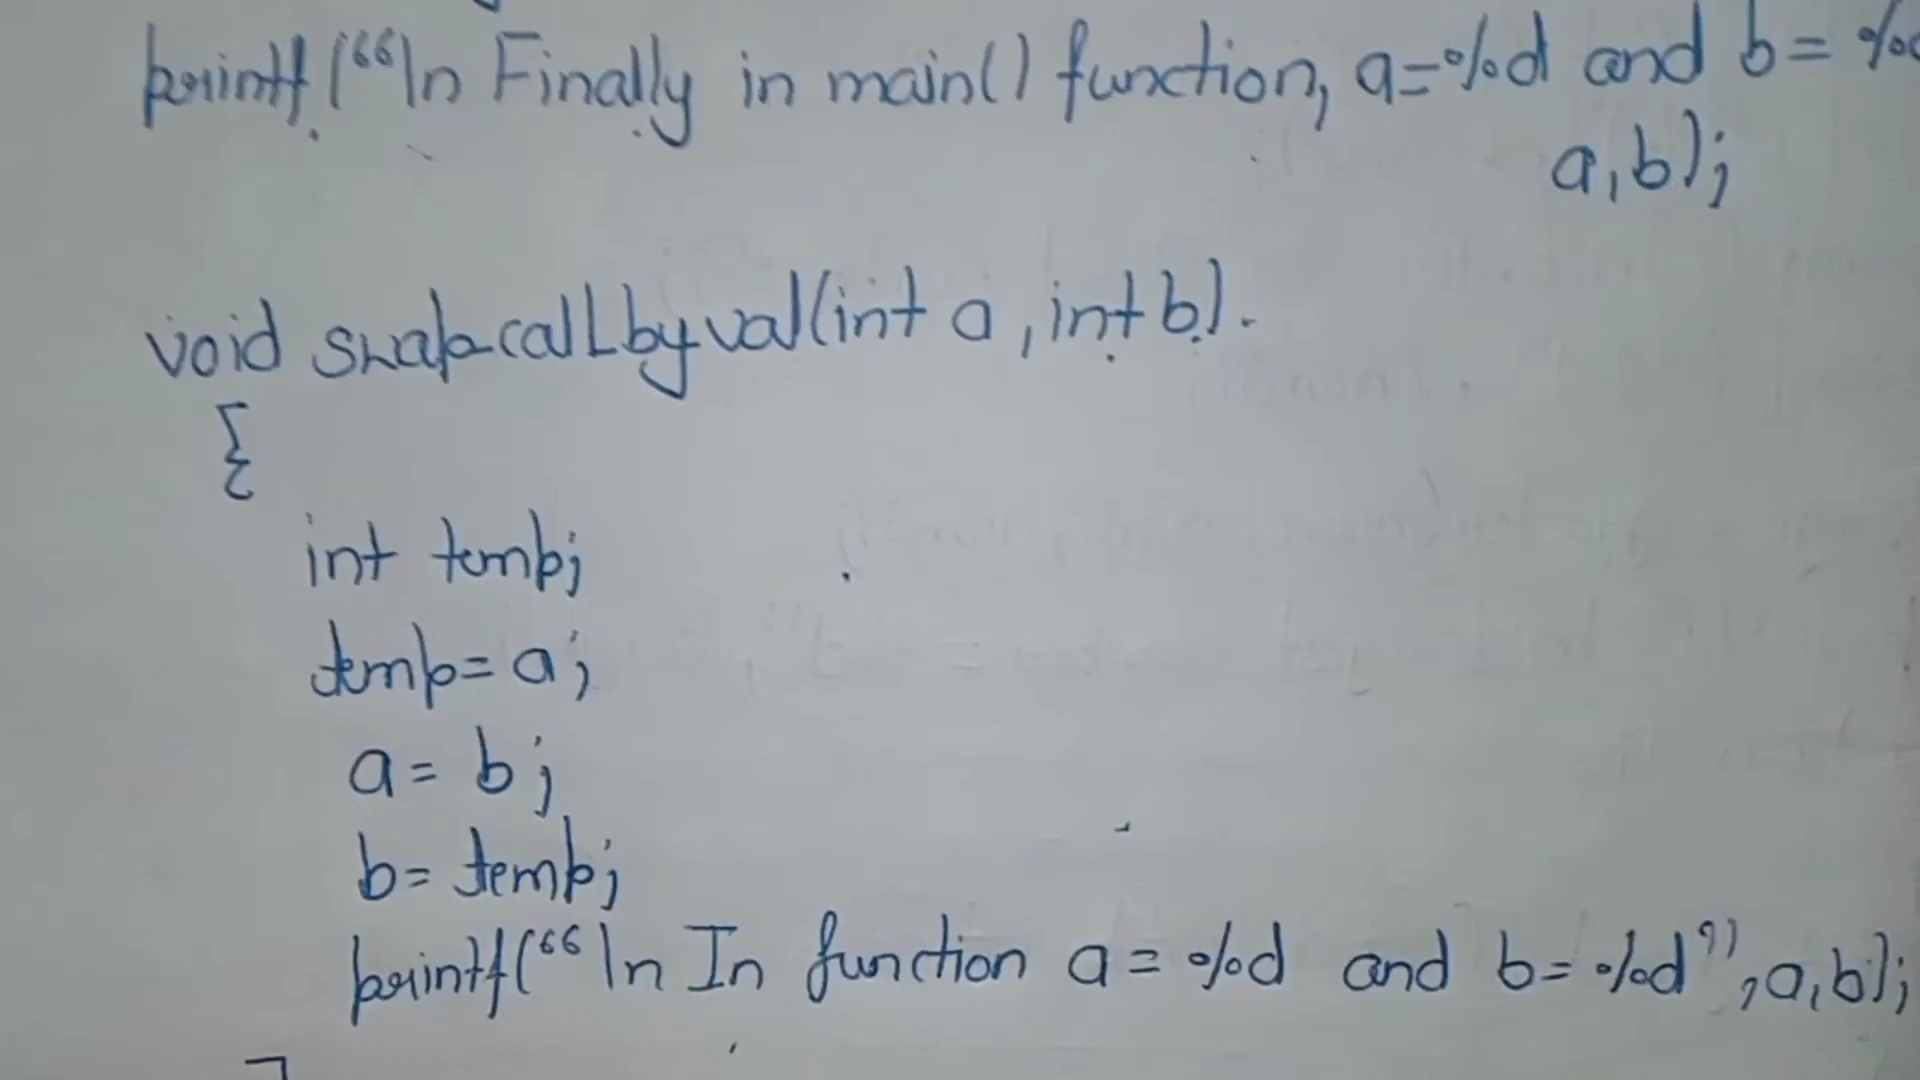 printf(“\n Finally in main() function, a=%d and b= %
a,b);
void swapcallbyval(int a, int b).
{
int temp;
temp= a;
a= b;
b= temp;
printf(“\n In function a= %d and b= %d”,a,b);